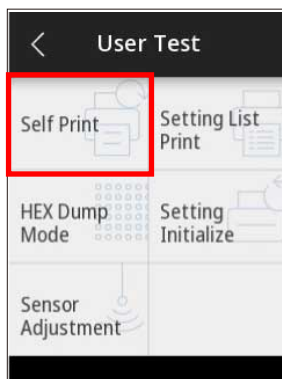 User Test
Self Print
Setting List
Print
HEX Dump
Mode
Setting
Initialize
Sensor
Adjustment